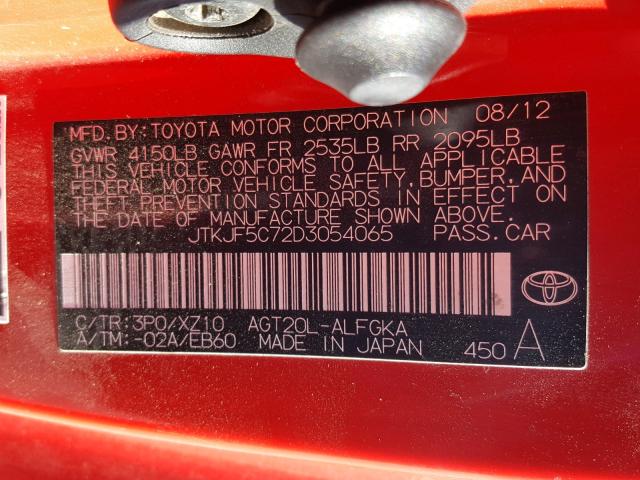 MFD. BY: TOYOTA MOTOR CORPORATION 08/12
GVWR 4150LB GAWR FR 2535LB RR 2095LB
THIS VEHICLE CONFORMS TO ALL APPLICABLE
FEDERAL MOTOR VEHICLE SAFETY, BUMPER, AND
THEFT PREVENTION STANDARDS IN EFFECT ON
THE DATE OF MANUFACTURE SHOWN ABOVE.
JTKJF5C72D3054065 PASS. CAR
C/TR: 3P0/XZ10 AGT20L-ALFGKA
A/TM: -02A/EB60 MADE IN JAPAN 450 A